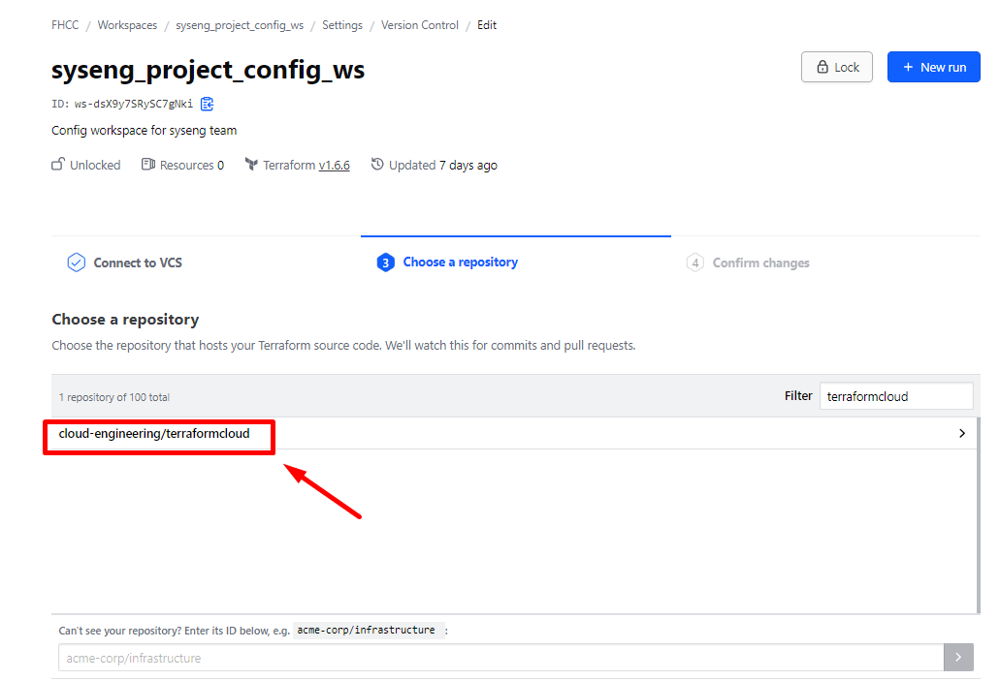 FHCC / Workspaces / syseng_project_config_ws / Settings / Version Control / Edit
syseng_project_config_ws
Lock
+ New run
ID: ws-dsX9y7SRySC7gNki
Config workspace for syseng team
Unlocked Resources 0 Terraform v1.6.6 Updated 7 days ago
Connect to VCS
3 Choose a repository
4 Confirm changes
Choose a repository
Choose the repository that hosts your Terraform source code. We'll watch this for commits and pull requests.
1 repository of 100 total
Filter terraformcloud
cloud-engineering/terraformcloud
Can't see your repository? Enter its ID below, e.g. acme-corp/infrastructure :
acme-corp/infrastructure